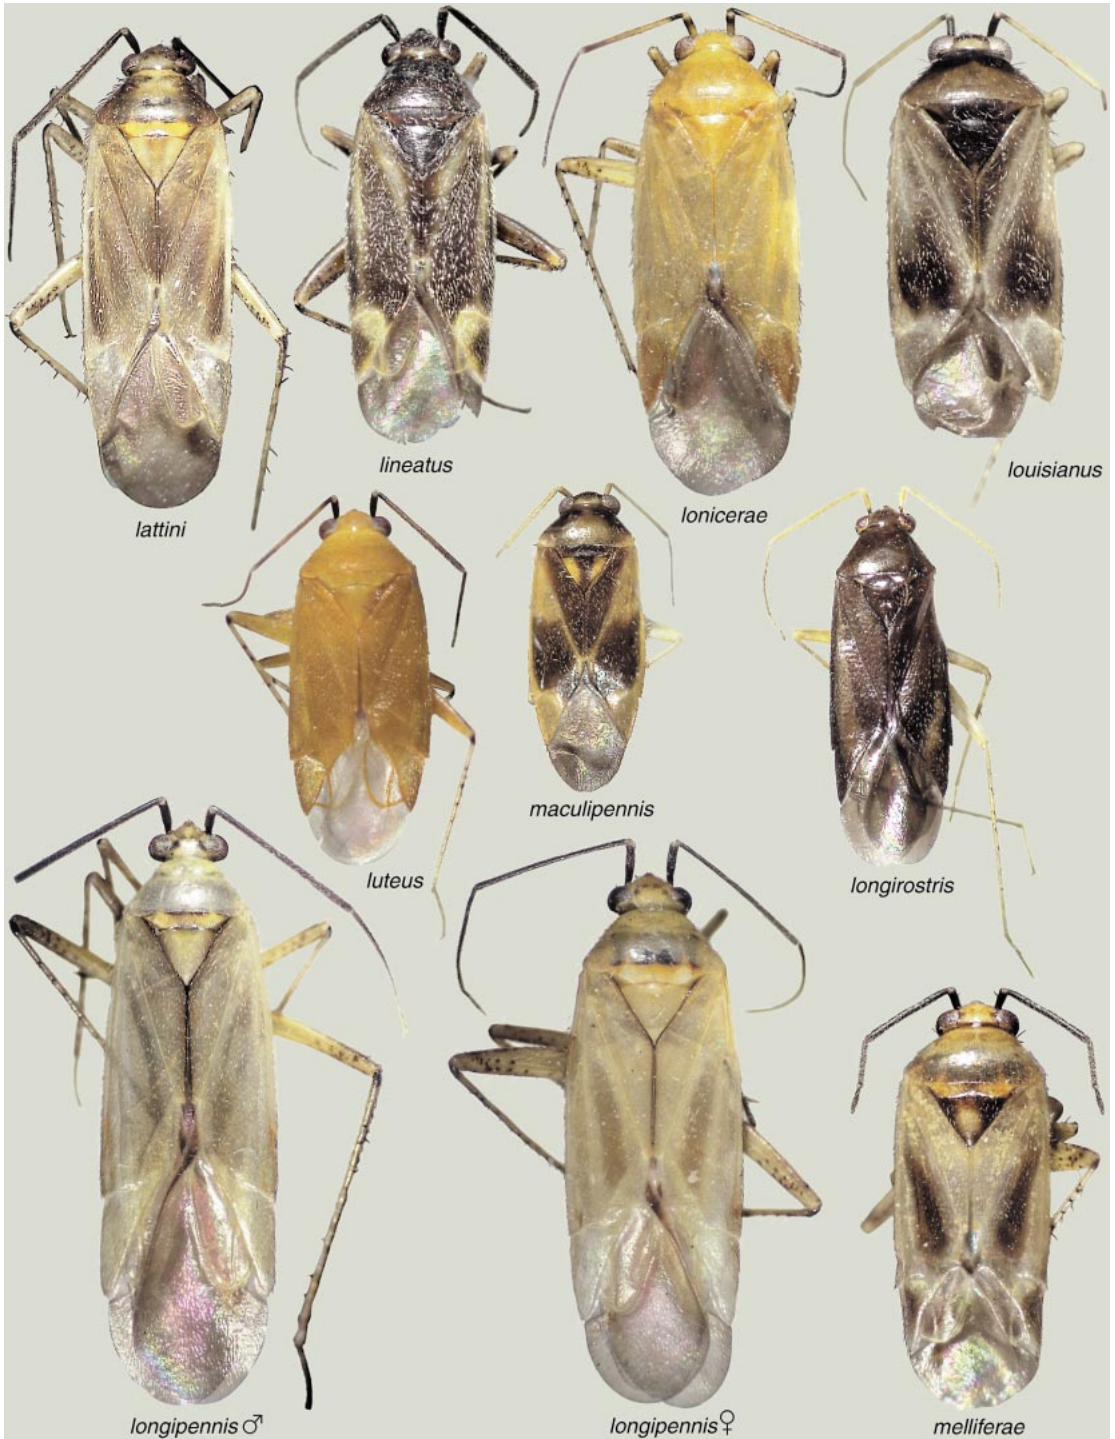 lineatus
louisianus
lonicerae
lattini
maculipennis
luteus
longirostris
longipennis ♂
longipennis ♀
melliferae